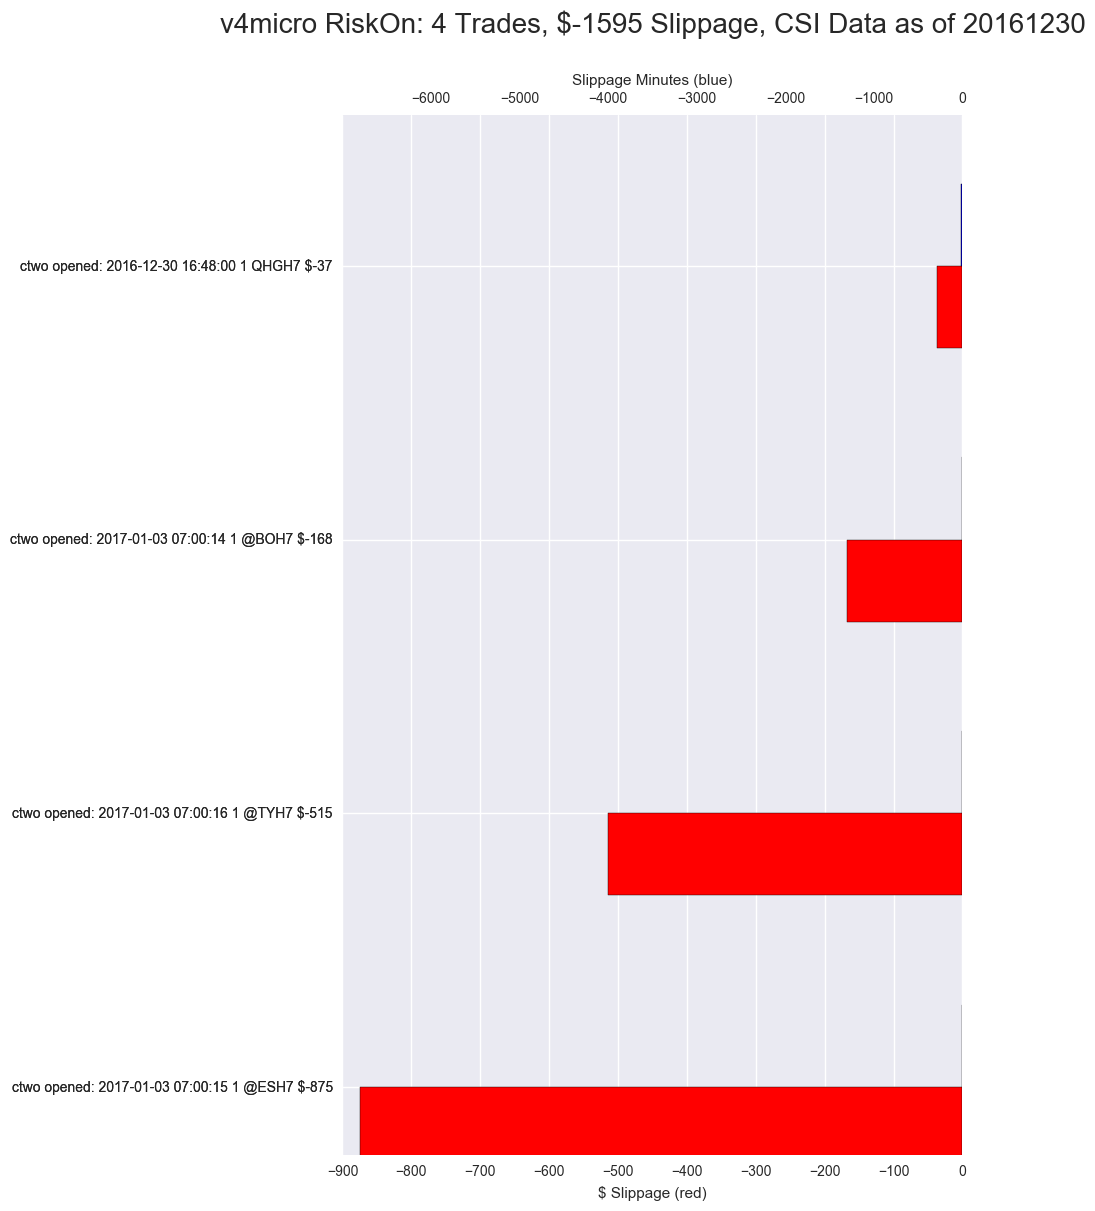 v4micro RiskOn: 4 Trades, $-1595 Slippage, CSI Data as of 20161230
Slippage Minutes (blue)
−6000 −5000 −4000 −3000 −2000 −1000 0
ctwo opened: 2016-12-30 16:48:00 1 QHGH7 $-37
ctwo opened: 2017-01-03 07:00:14 1 @BOH7 $-168
ctwo opened: 2017-01-03 07:00:16 1 @TYH7 $-515
ctwo opened: 2017-01-03 07:00:15 1 @ESH7 $-875
−900 −800 −700 −600 −500 −400 −300 −200 −100 0
$ Slippage (red)